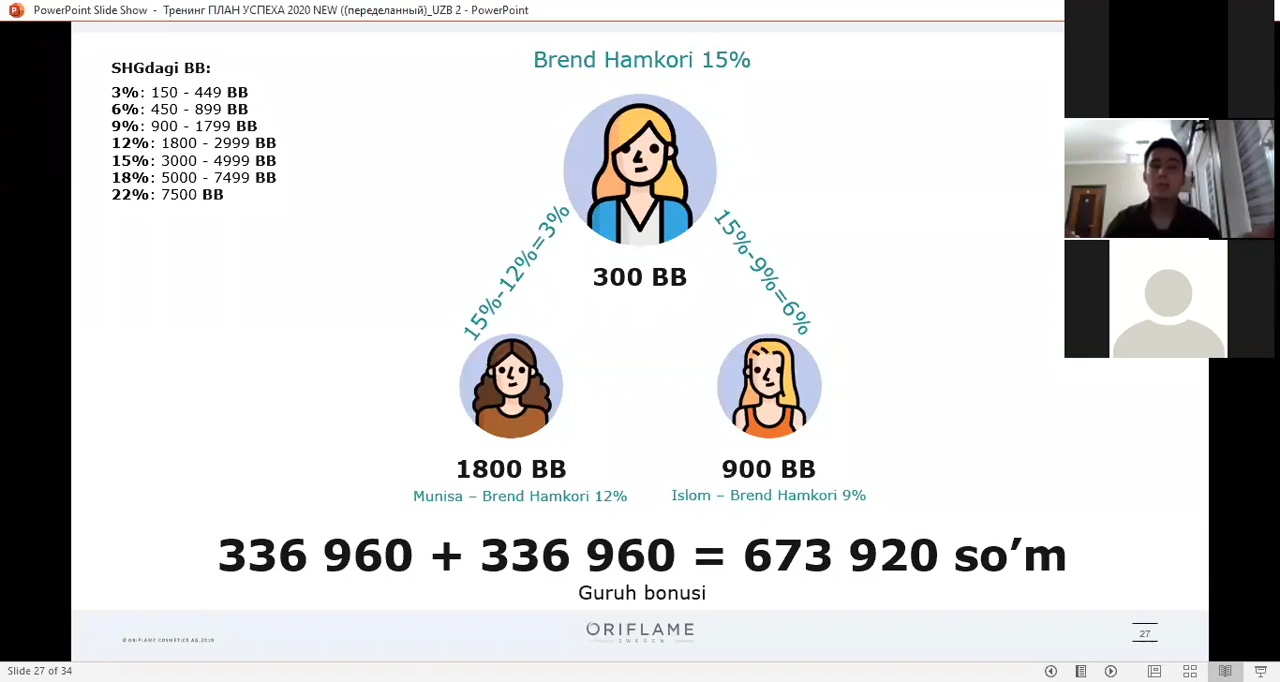 PowerPoint Slide Show - Тренинг ПЛАН УСПЕХА 2020 NEW ((переделанный)_UZB 2 - PowerPoint
Brend Hamkori 15%
SHGdagi BB:
3%: 150 - 449 BB
6%: 450 - 899 BB
9%: 900 - 1799 BB
12%: 1800 - 2999 BB
15%: 3000 - 4999 BB
18%: 5000 - 7499 BB
22%: 7500 BB
15%-12%=3%
15%-9%=6%
300 BB
1800 BB
900 BB
Munisa – Brend Hamkori 12%
Islom – Brend Hamkori 9%
336 960 + 336 960 = 673 920 so’m
Guruh bonusi
ORIFLAME
SWEDEN
27
Slide 27 of 34